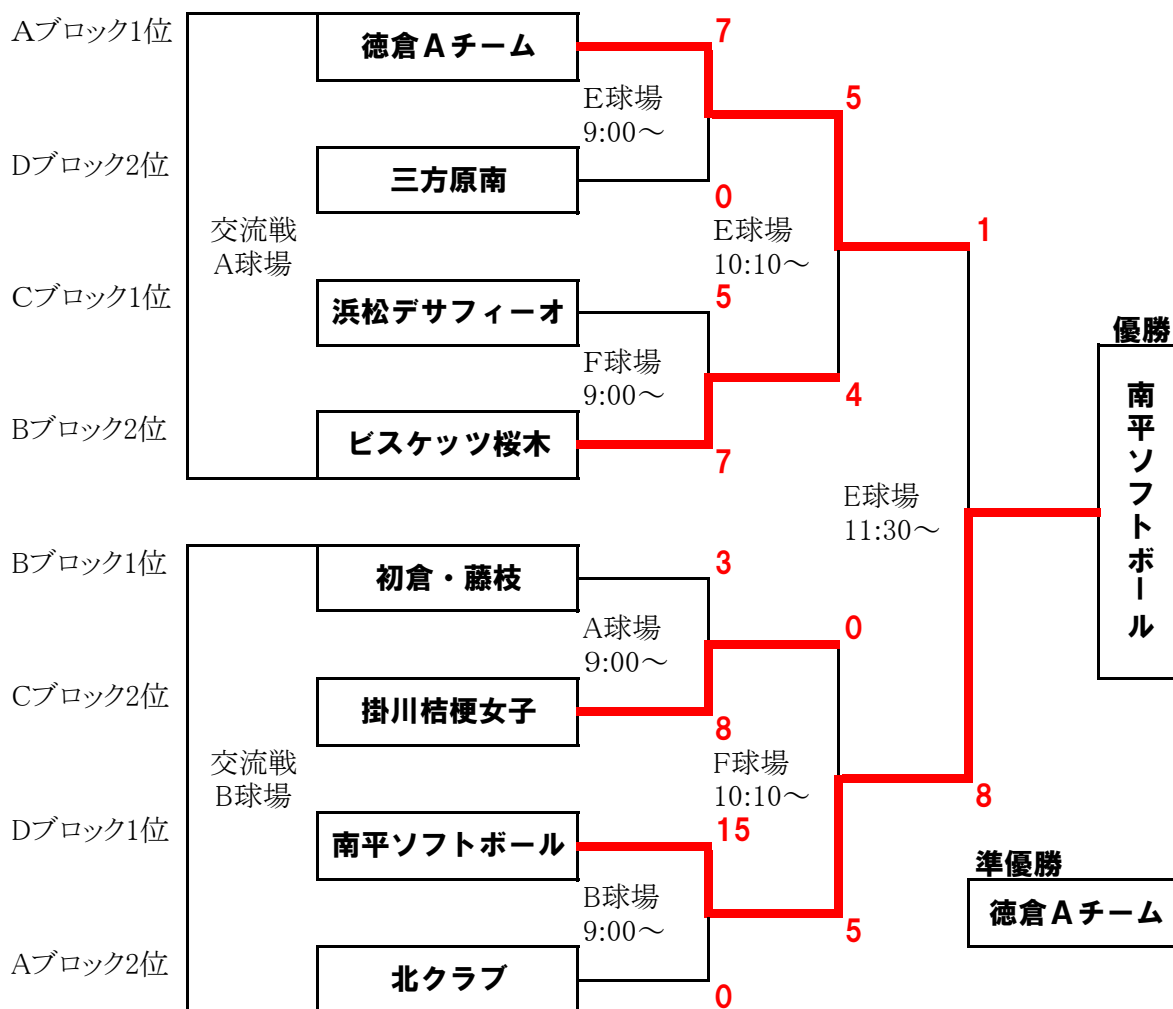 Aブロック1位
徳倉Aチーム
7
E球場
9:00～
5
Dブロック2位
三方原南
0
交流戦
A球場
E球場
10:10～
1
Cブロック1位
浜松デサフィーオ
5
F球場
9:00～
4
Bブロック2位
ビスケッツ桜木
7
優勝
南平ソフトボール
E球場
11:30～
Bブロック1位
初倉・藤枝
3
A球場
9:00～
0
Cブロック2位
掛川桔梗女子
8
交流戦
B球場
F球場
10:10～
8
Dブロック1位
南平ソフトボール
15
B球場
9:00～
5
Aブロック2位
北クラブ
0
準優勝
徳倉Aチーム